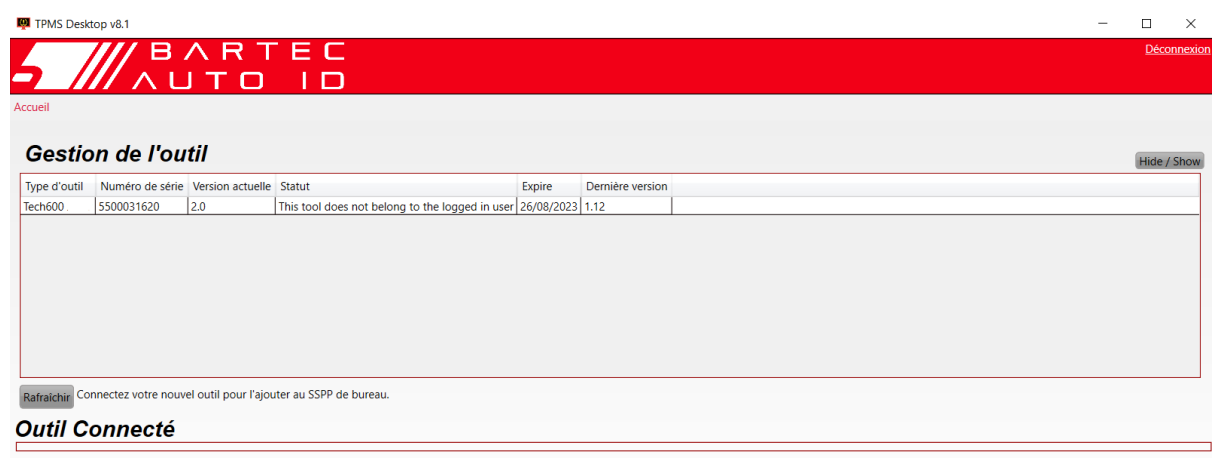 TPMS Desktop v8.1
BARTEC
AUTO ID
Déconnexion
Accueil
Gestion de l'outil
Hide / Show
Type d'outil Numéro de série Version actuelle Statut Expire Dernière version
Tech600 5500031620 2.0 This tool does not belong to the logged in user 26/08/2023 1.12
Rafraîchir Connectez votre nouvel outil pour l'ajouter au SSPP de bureau.
Outil Connecté